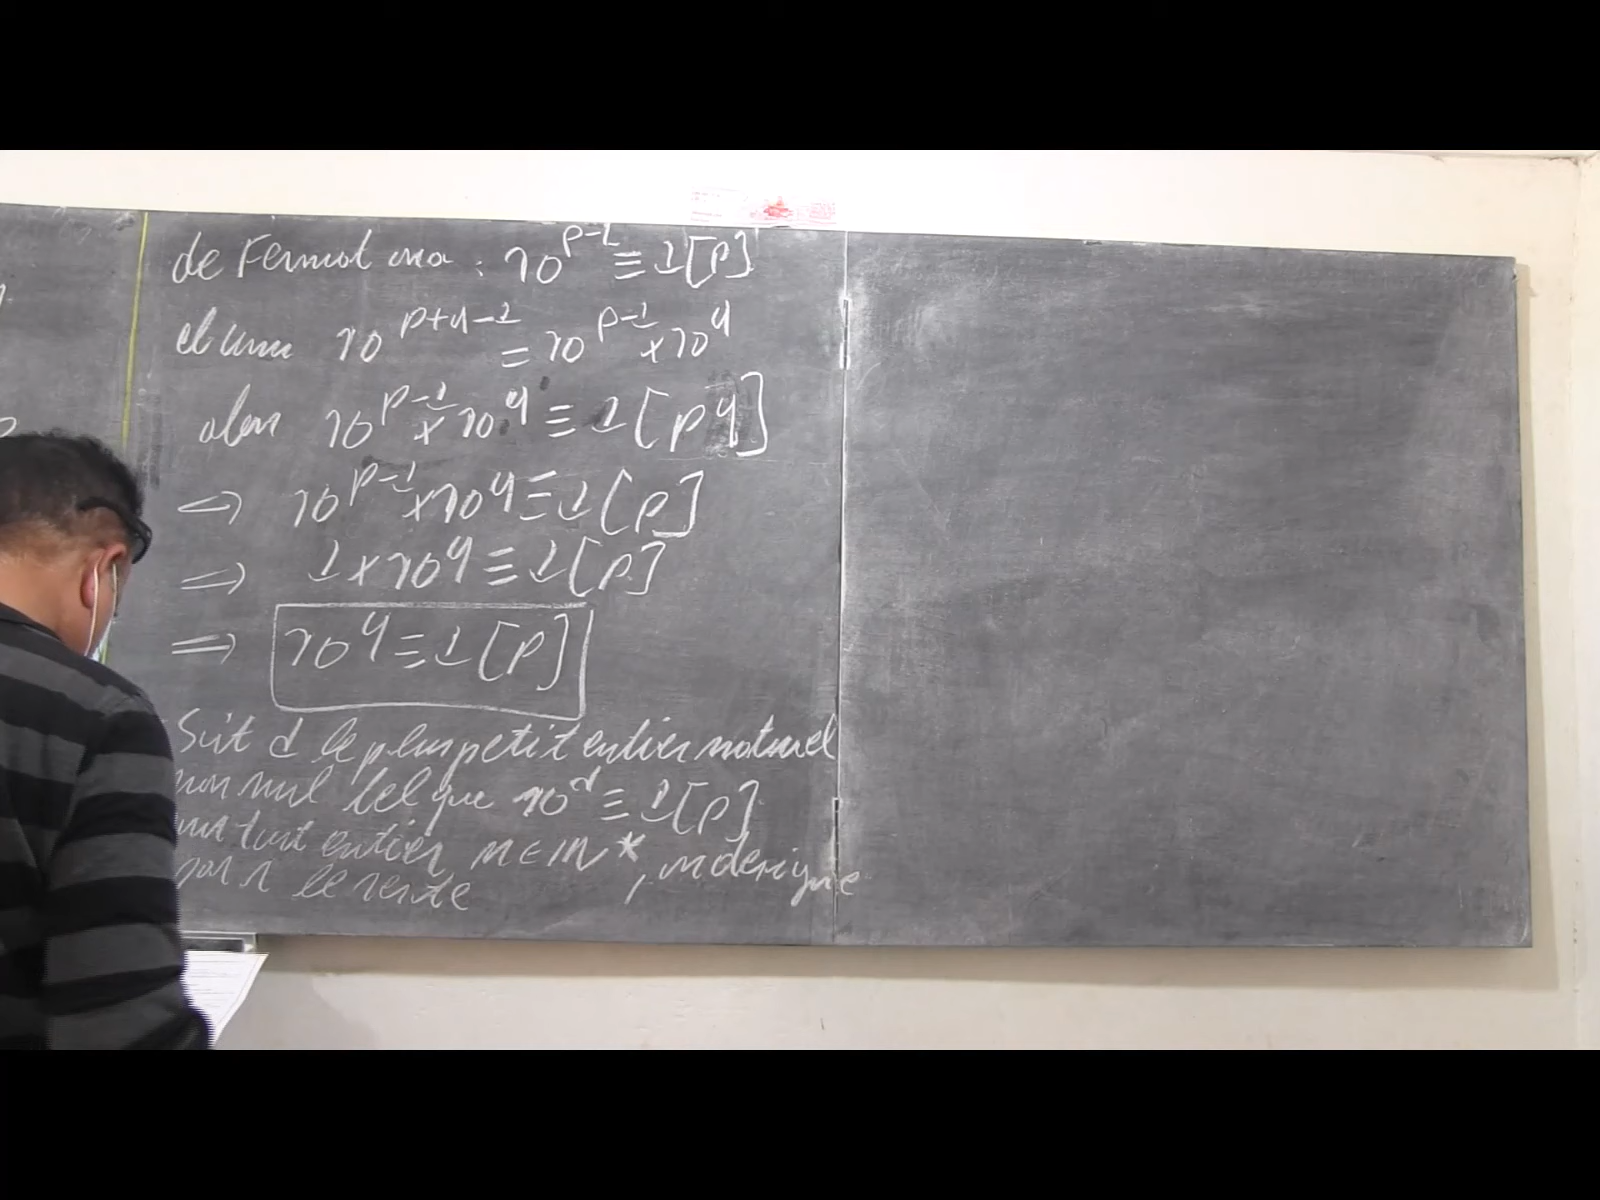 de Fermat on a : 10^{p-1} ≡ 1 [p]
et comme 10^{p+q-1} = 10^{p-1} × 10^q
alors 10^{p-1} × 10^q ≡ 1 [pq]
⇒ 10^{p-1} × 10^q ≡ 1 [p]
⇒ 1 × 10^q ≡ 1 [p]
⇒ 10^q ≡ 1 [p]
Soit d le plus petit entier naturel
non nul tel que 10^d ≡ 1 [p]
tout entier n ∈ IN*, on designe
par r le reste